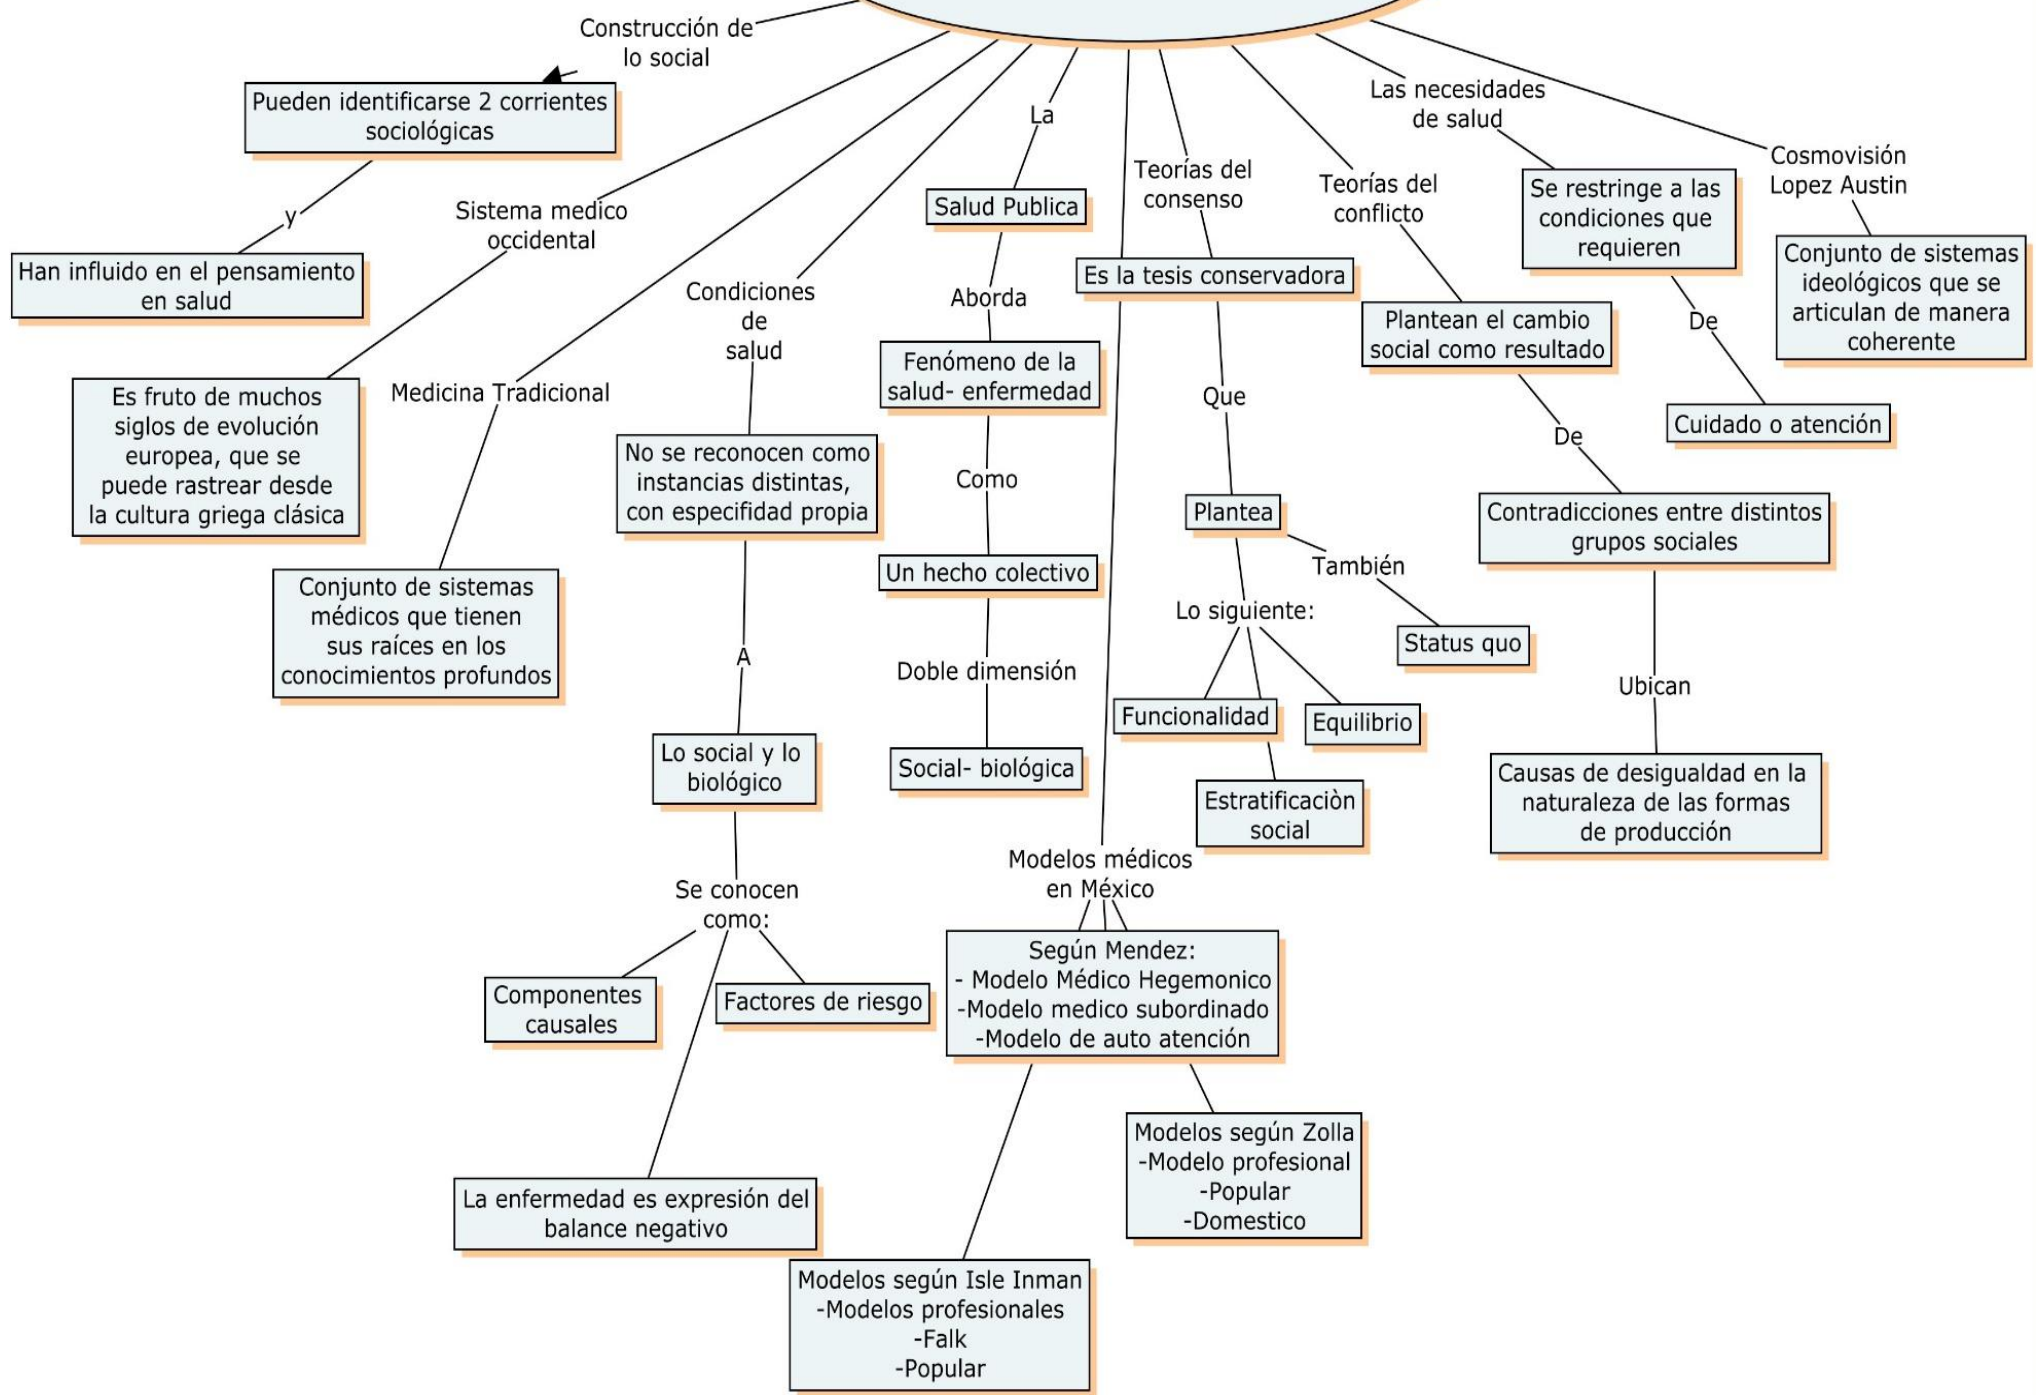 Construcción de
lo social
Pueden identificarse 2 corrientes
sociológicas
y
Han influido en el pensamiento
en salud
Sistema medico
occidental
Es fruto de muchos
siglos de evolución
europea, que se
puede rastrear desde
la cultura griega clásica
Medicina Tradicional
Conjunto de sistemas
médicos que tienen
sus raíces en los
conocimientos profundos
Condiciones
de
salud
No se reconocen como
instancias distintas,
con especifidad propia
A
Lo social y lo
biológico
Se conocen
como:
Componentes
causales
Factores de riesgo
La enfermedad es expresión del
balance negativo
La
Salud Publica
Aborda
Fenómeno de la
salud- enfermedad
Como
Un hecho colectivo
Doble dimensión
Social- biológica
Modelos médicos
en México
Según Mendez:
- Modelo Médico Hegemonico
-Modelo medico subordinado
-Modelo de auto atención
Modelos según Isle Inman
-Modelos profesionales
-Falk
-Popular
Modelos según Zolla
-Modelo profesional
-Popular
-Domestico
Teorías del
consenso
Es la tesis conservadora
Que
Plantea
También
Status quo
Lo siguiente:
Funcionalidad
Equilibrio
Estratificaciòn
social
Teorías del
conflicto
Plantean el cambio
social como resultado
De
Contradicciones entre distintos
grupos sociales
Ubican
Causas de desigualdad en la
naturaleza de las formas
de producción
Las necesidades
de salud
Se restringe a las
condiciones que
requieren
De
Cuidado o atención
Cosmovisión
Lopez Austin
Conjunto de sistemas
ideológicos que se
articulan de manera
coherente